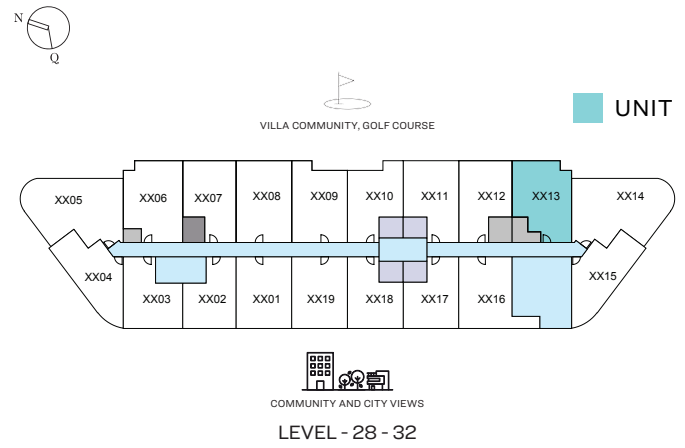 N
Q
VILLA COMMUNITY, GOLF COURSE
UNIT
XX05
XX06
XX07
XX08
XX09
XX10
XX11
XX12
XX13
XX14
XX04
XX03
XX02
XX01
XX19
XX18
XX17
XX16
XX15
COMMUNITY AND CITY VIEWS
LEVEL - 28 - 32